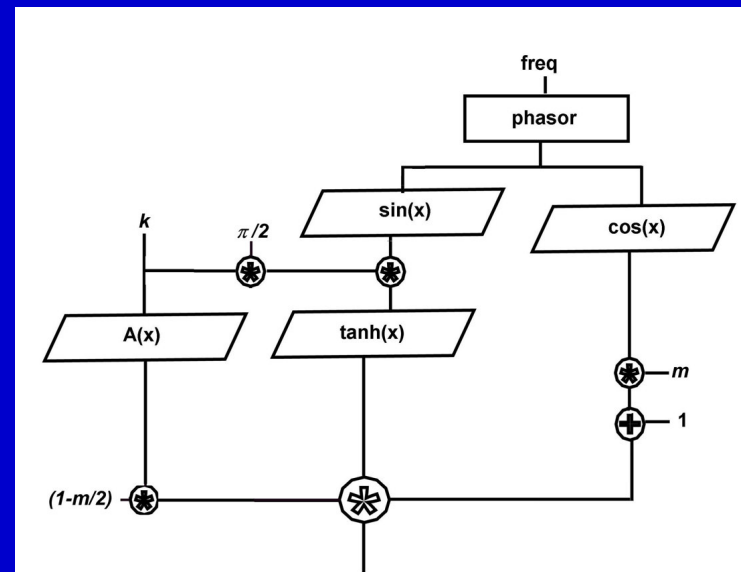 freq
phasor
sin(x)
k
π/2
cos(x)
*
*
A(x)
tanh(x)
* m
+ 1
(1-m/2) * *